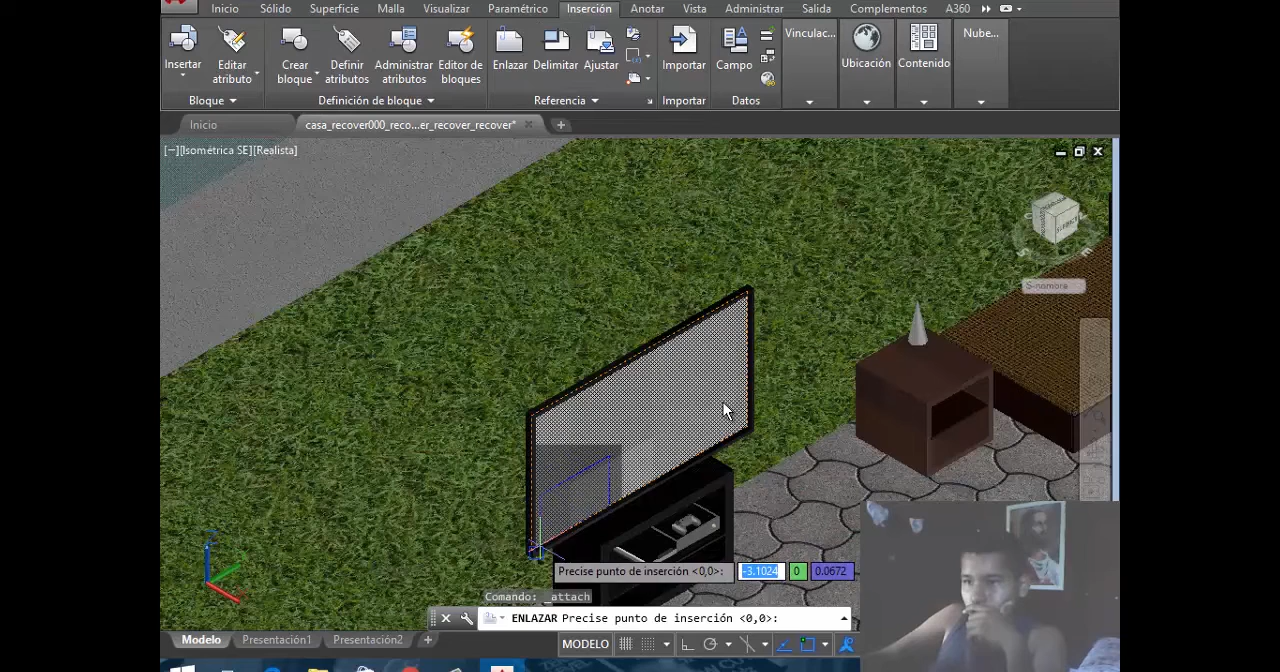 Inicio Sólido Superficie Malla Visualizar Paramétrico Inserción Anotar Vista Administrar Salida Complementos A360
Insertar Editar atributo Crear bloque Definir atributos Administrar atributos Editor de bloques Enlazar Delimitar Ajustar Importar Campo Vinculac... Ubicación Contenido Nube...
Bloque Definición de bloque Referencia Importar Datos
Inicio casa_recover000_reco...er_recover_recover*
[−][Isométrica SE][Realista]
S-nombre
Precise punto de inserción <0,0>: -3.1024 0 0.0672
Comando: _attach
ENLAZAR Precise punto de inserción <0,0>:
Modelo Presentación1 Presentación2 + MODELO